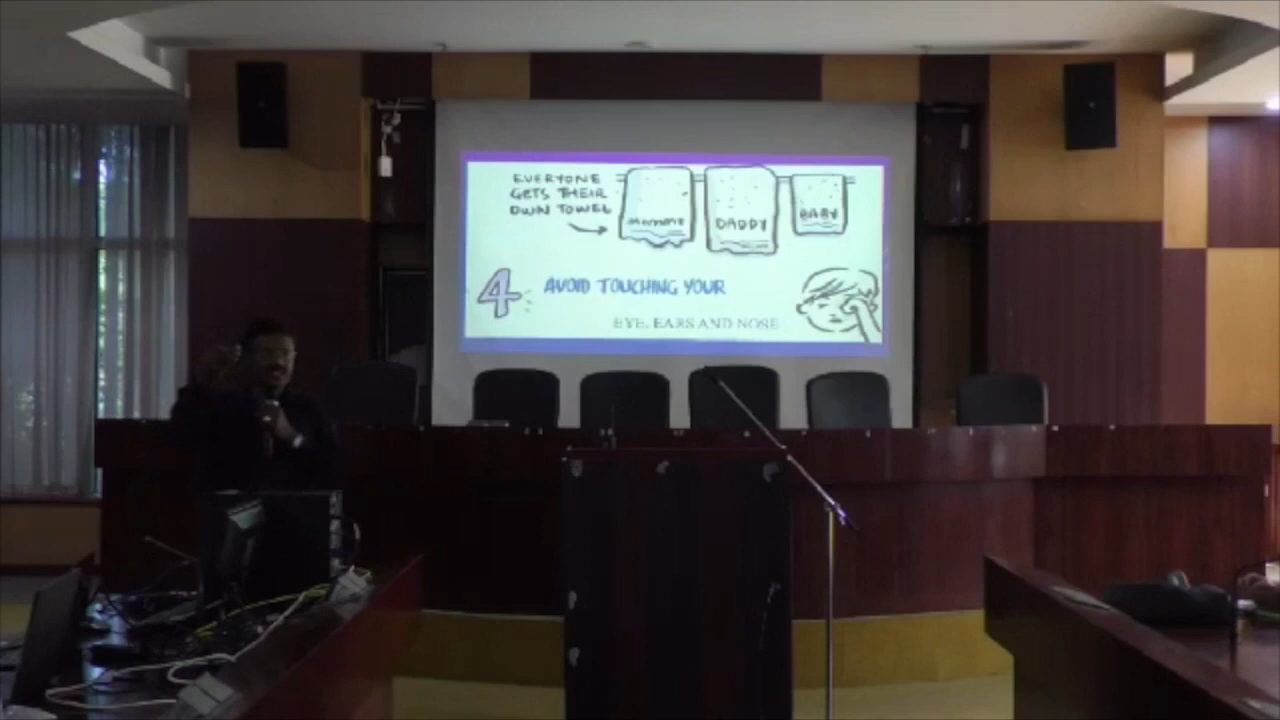 EVERYONE
GETS THEIR
OWN TOWEL
MOMMY
DADDY
BABY
4
AVOID TOUCHING YOUR
EYE, EARS AND NOSE